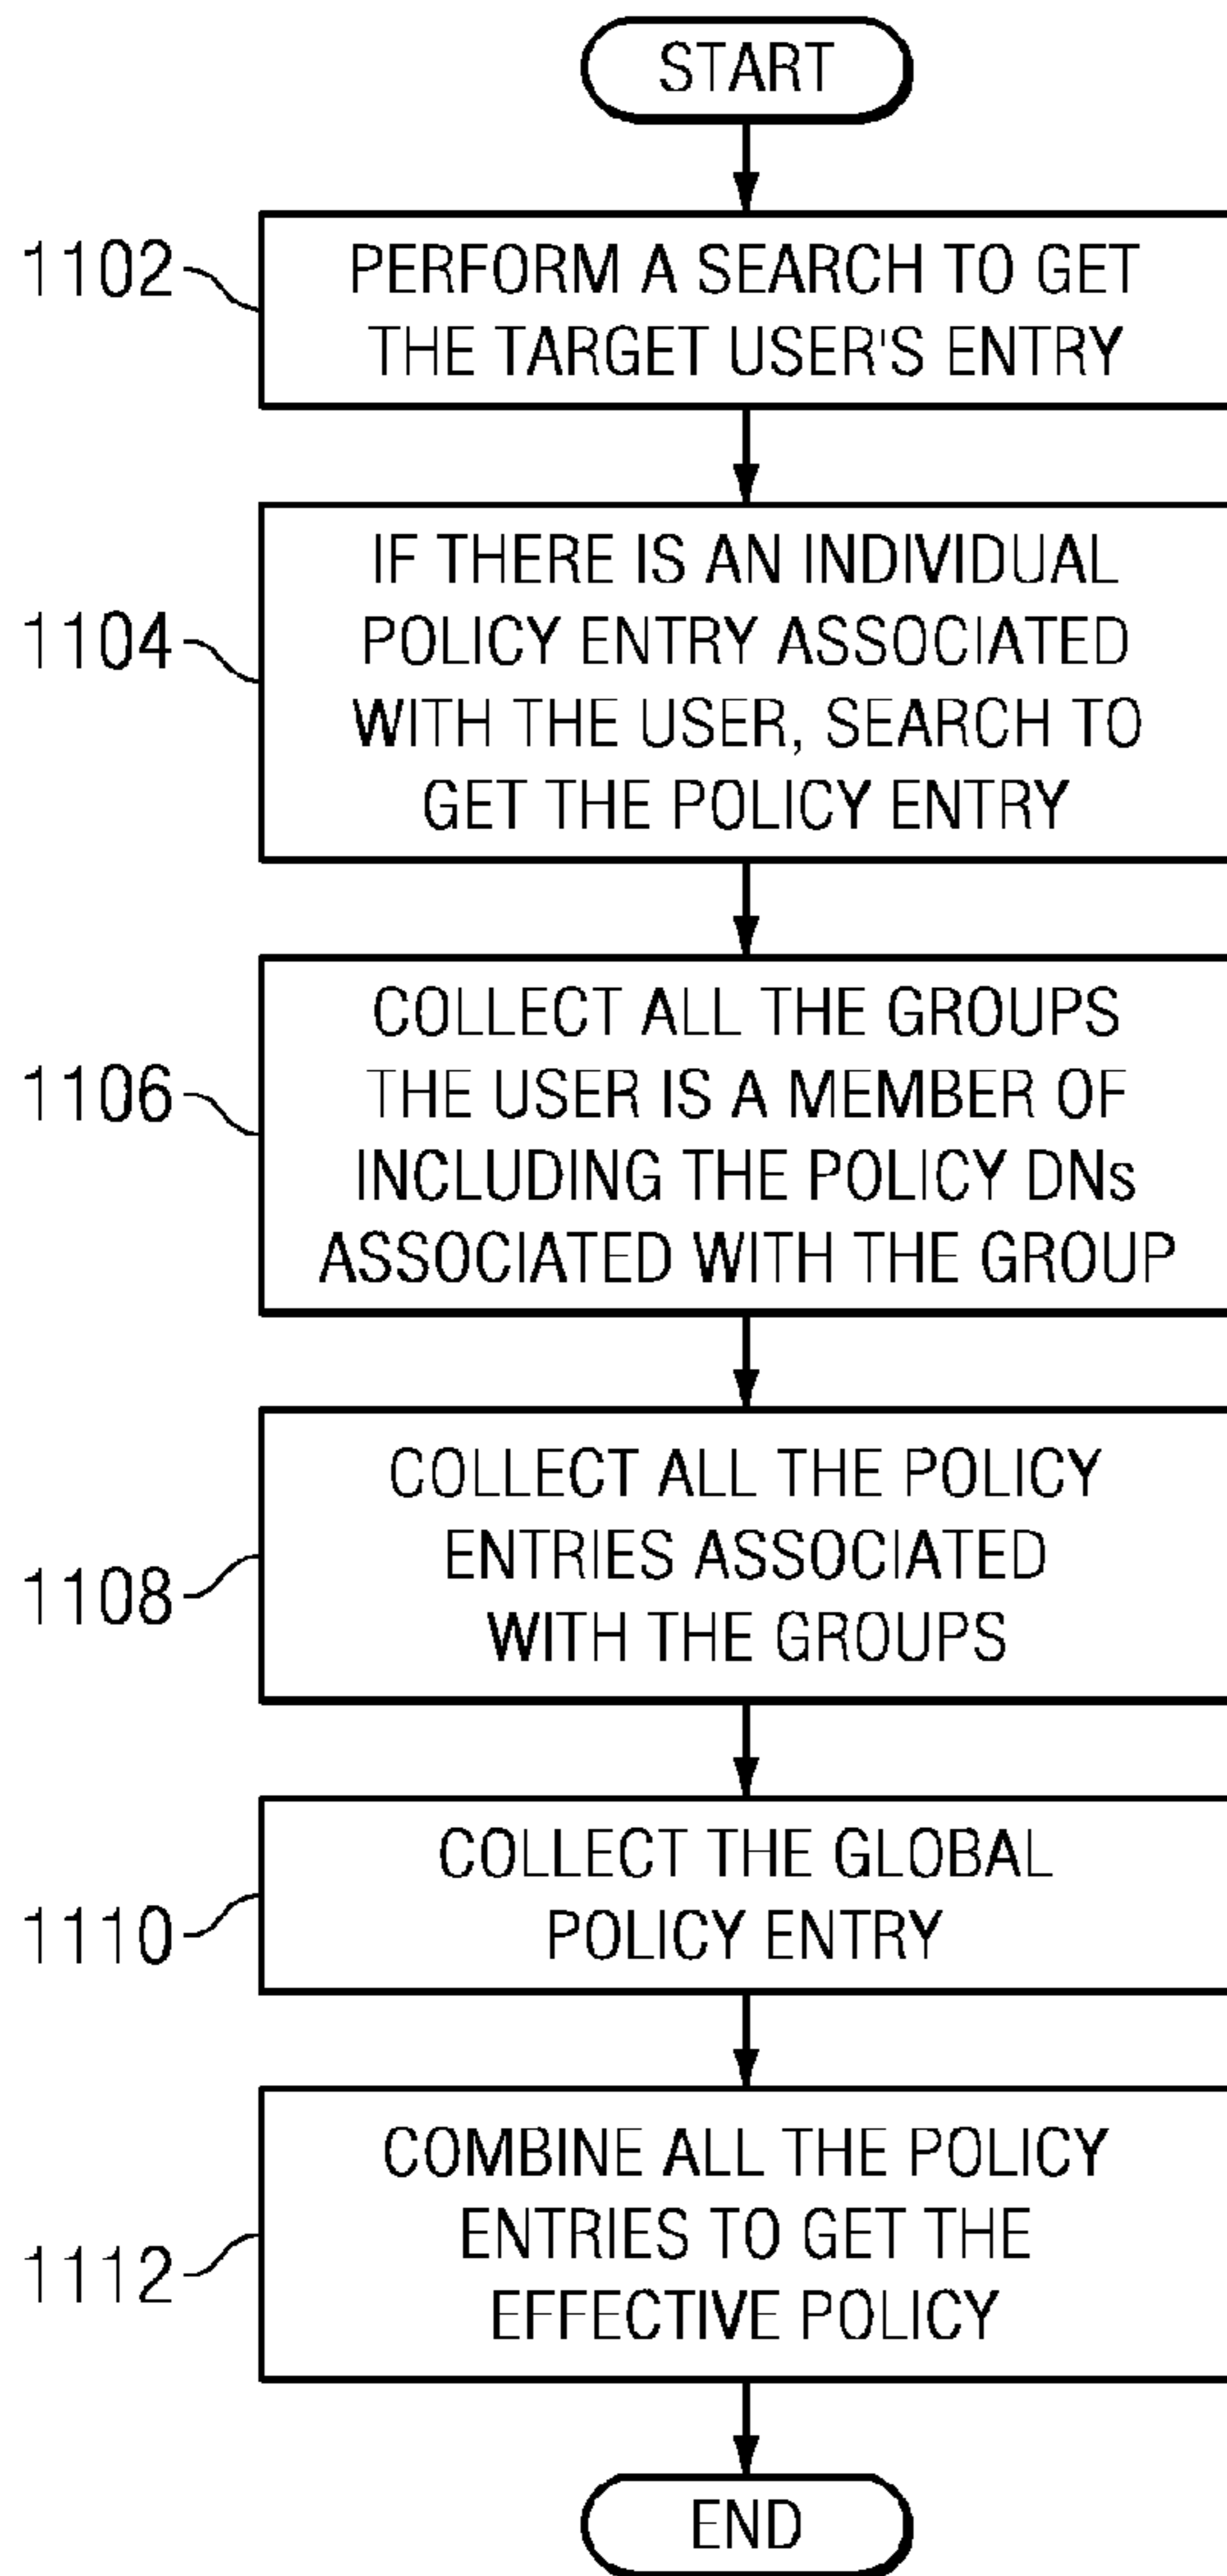 START
1102
PERFORM A SEARCH TO GET
THE TARGET USER'S ENTRY
1104
IF THERE IS AN INDIVIDUAL
POLICY ENTRY ASSOCIATED
WITH THE USER, SEARCH TO
GET THE POLICY ENTRY
1106
COLLECT ALL THE GROUPS
THE USER IS A MEMBER OF
INCLUDING THE POLICY DNs
ASSOCIATED WITH THE GROUP
1108
COLLECT ALL THE POLICY
ENTRIES ASSOCIATED
WITH THE GROUPS
1110
COLLECT THE GLOBAL
POLICY ENTRY
1112
COMBINE ALL THE POLICY
ENTRIES TO GET THE
EFFECTIVE POLICY
END